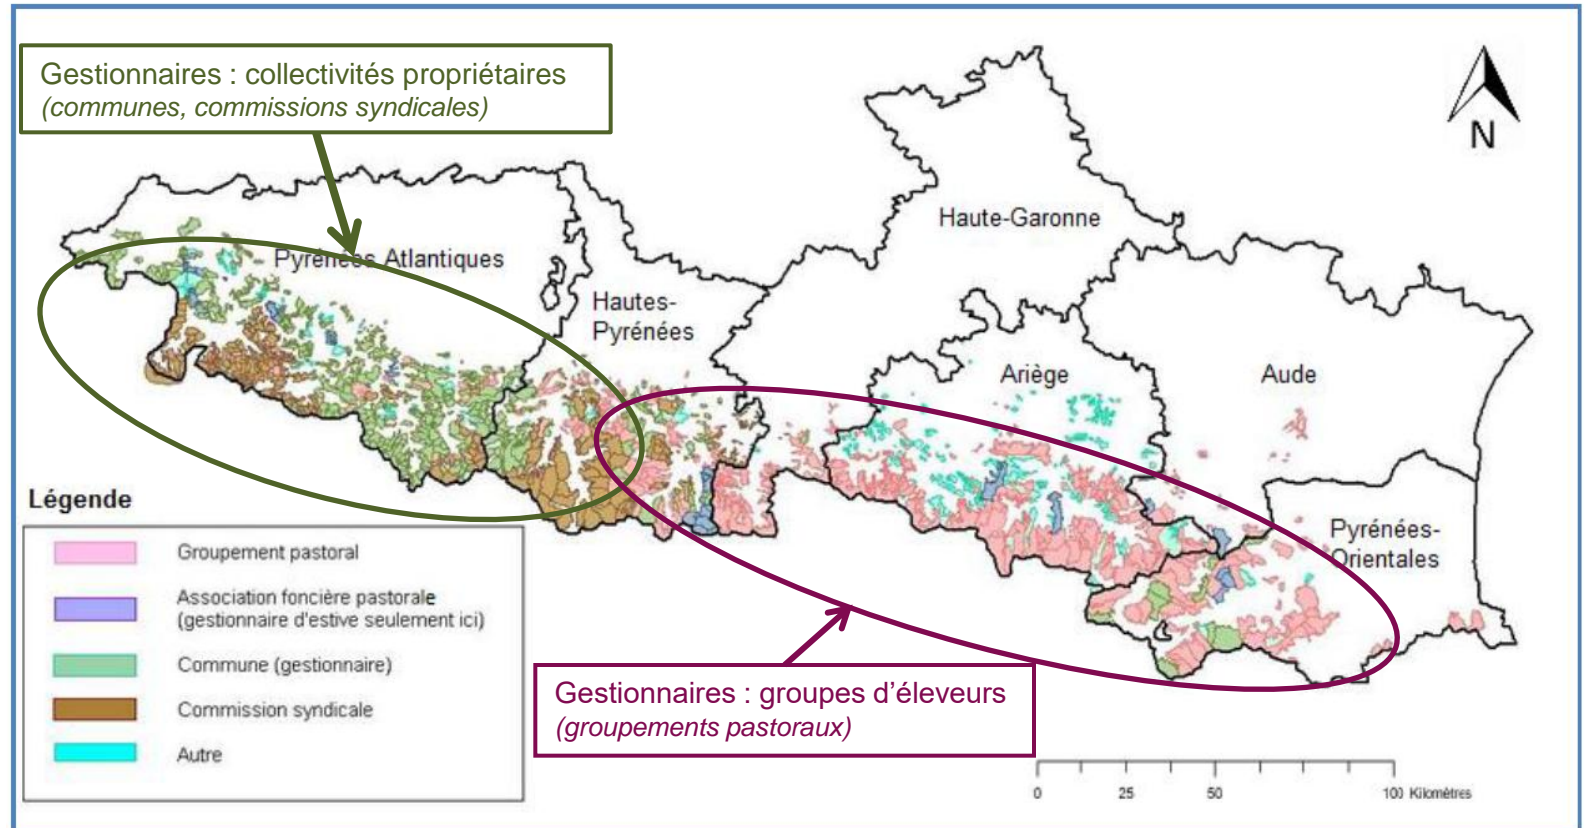 Gestionnaires : collectivités propriétaires
(communes, commissions syndicales)
N
Haute-Garonne
Pyrénées Atlantiques
Hautes-
Pyrénées
Ariège
Aude
Pyrénées-
Orientales
Légende
Groupement pastoral
Association foncière pastorale
(gestionnaire d'estive seulement ici)
Commune (gestionnaire)
Commission syndicale
Autre
Gestionnaires : groupes d’éleveurs
(groupements pastoraux)
0 25 50 100 Kilomètres